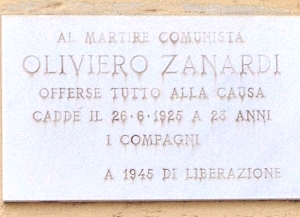 AL MARTIRE COMUNISTA
OLIVIERO ZANARDI
OFFERSE TUTTO ALLA CAUSA
CADDE IL 26·6·1925 A 23 ANNI
I COMPAGNI
A 1945 DI LIBERAZIONE